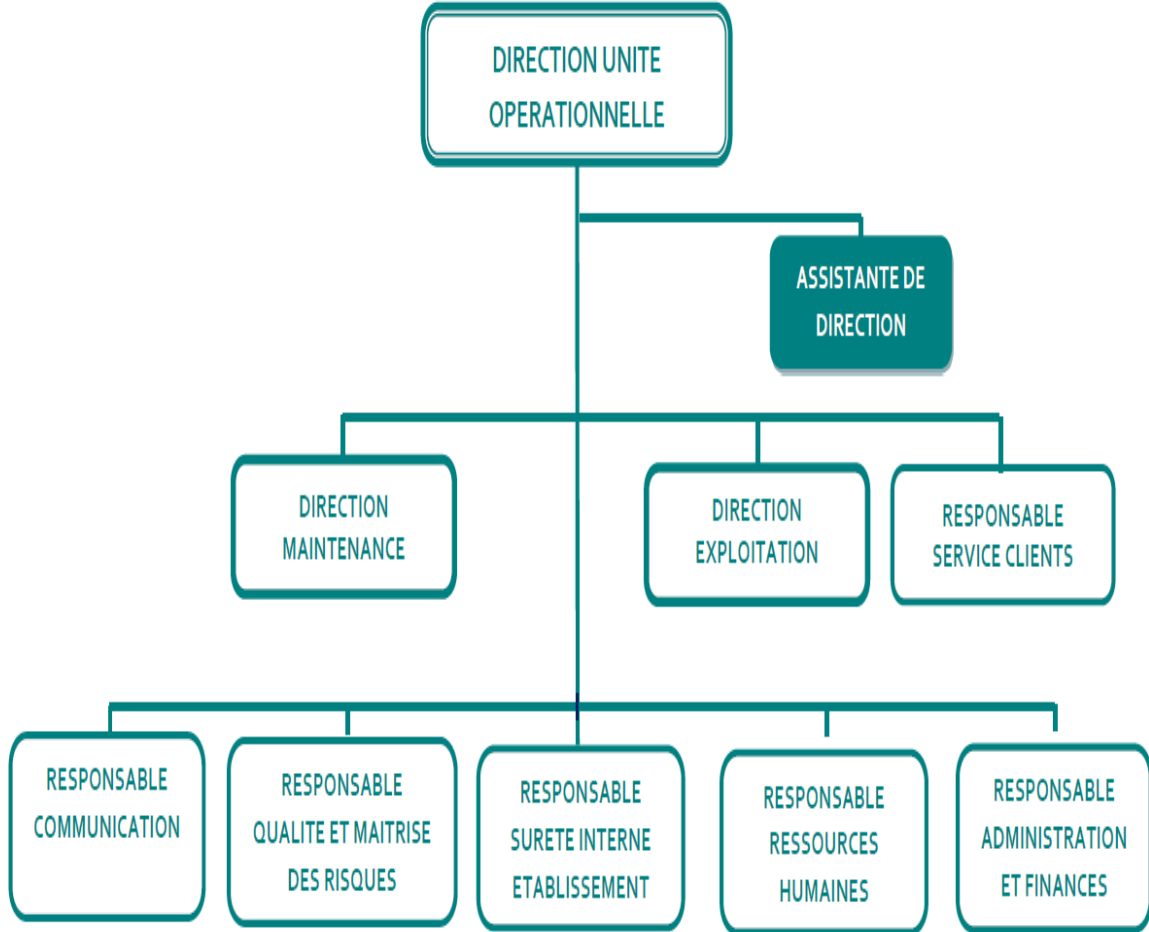 DIRECTION UNITE
OPERATIONNELLE
ASSISTANTE DE
DIRECTION
DIRECTION
MAINTENANCE
DIRECTION
EXPLOITATION
RESPONSABLE
SERVICE CLIENTS
RESPONSABLE
COMMUNICATION
RESPONSABLE
QUALITE ET MAITRISE
DES RISQUES
RESPONSABLE
SURETE INTERNE
ETABLISSEMENT
RESPONSABLE
RESSOURCES
HUMAINES
RESPONSABLE
ADMINISTRATION
ET FINANCES